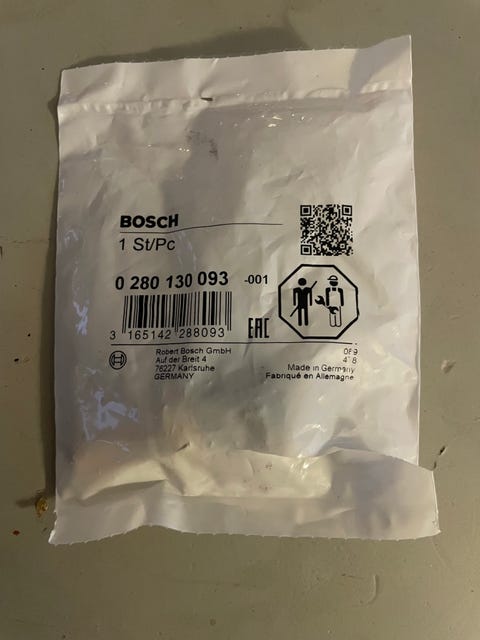 BOSCH
1 St/Pc
0 280 130 093 -001
3 165142 288093
EAC
Robert Bosch GmbH
Auf der Breit 4
76227 Karlsruhe
GERMANY
Made in Germany
Fabriqué en Allemagne